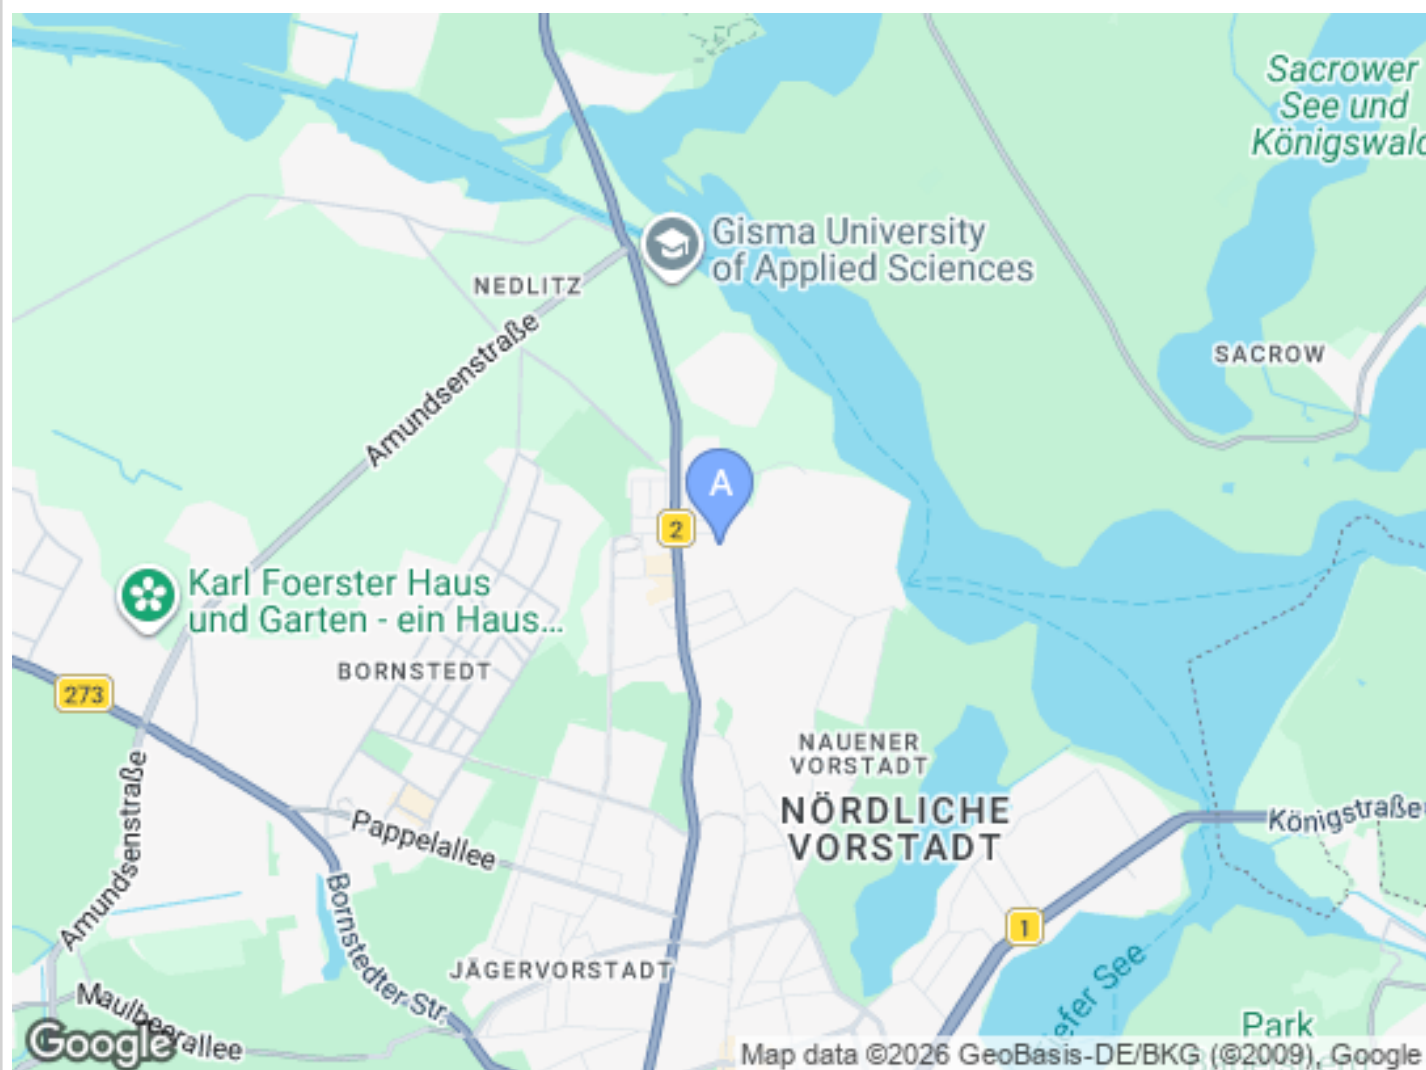 Sacrower
See und
Königswald
Gisma University
of Applied Sciences
NEDLITZ
Amundsenstraße
SACROW
A
2
Karl Foerster Haus
und Garten - ein Haus...
BORNSTEDT
273
NAUENER
VORSTADT
NÖRDLICHE
VORSTADT
Königstraße
Pappelallee
Amundsenstraße
Bornstedter Str.
1
JÄGERVORSTADT
Tiefer See
Maulbeerallee
Park
Google
Map data ©2026 GeoBasis-DE/BKG (©2009), Google